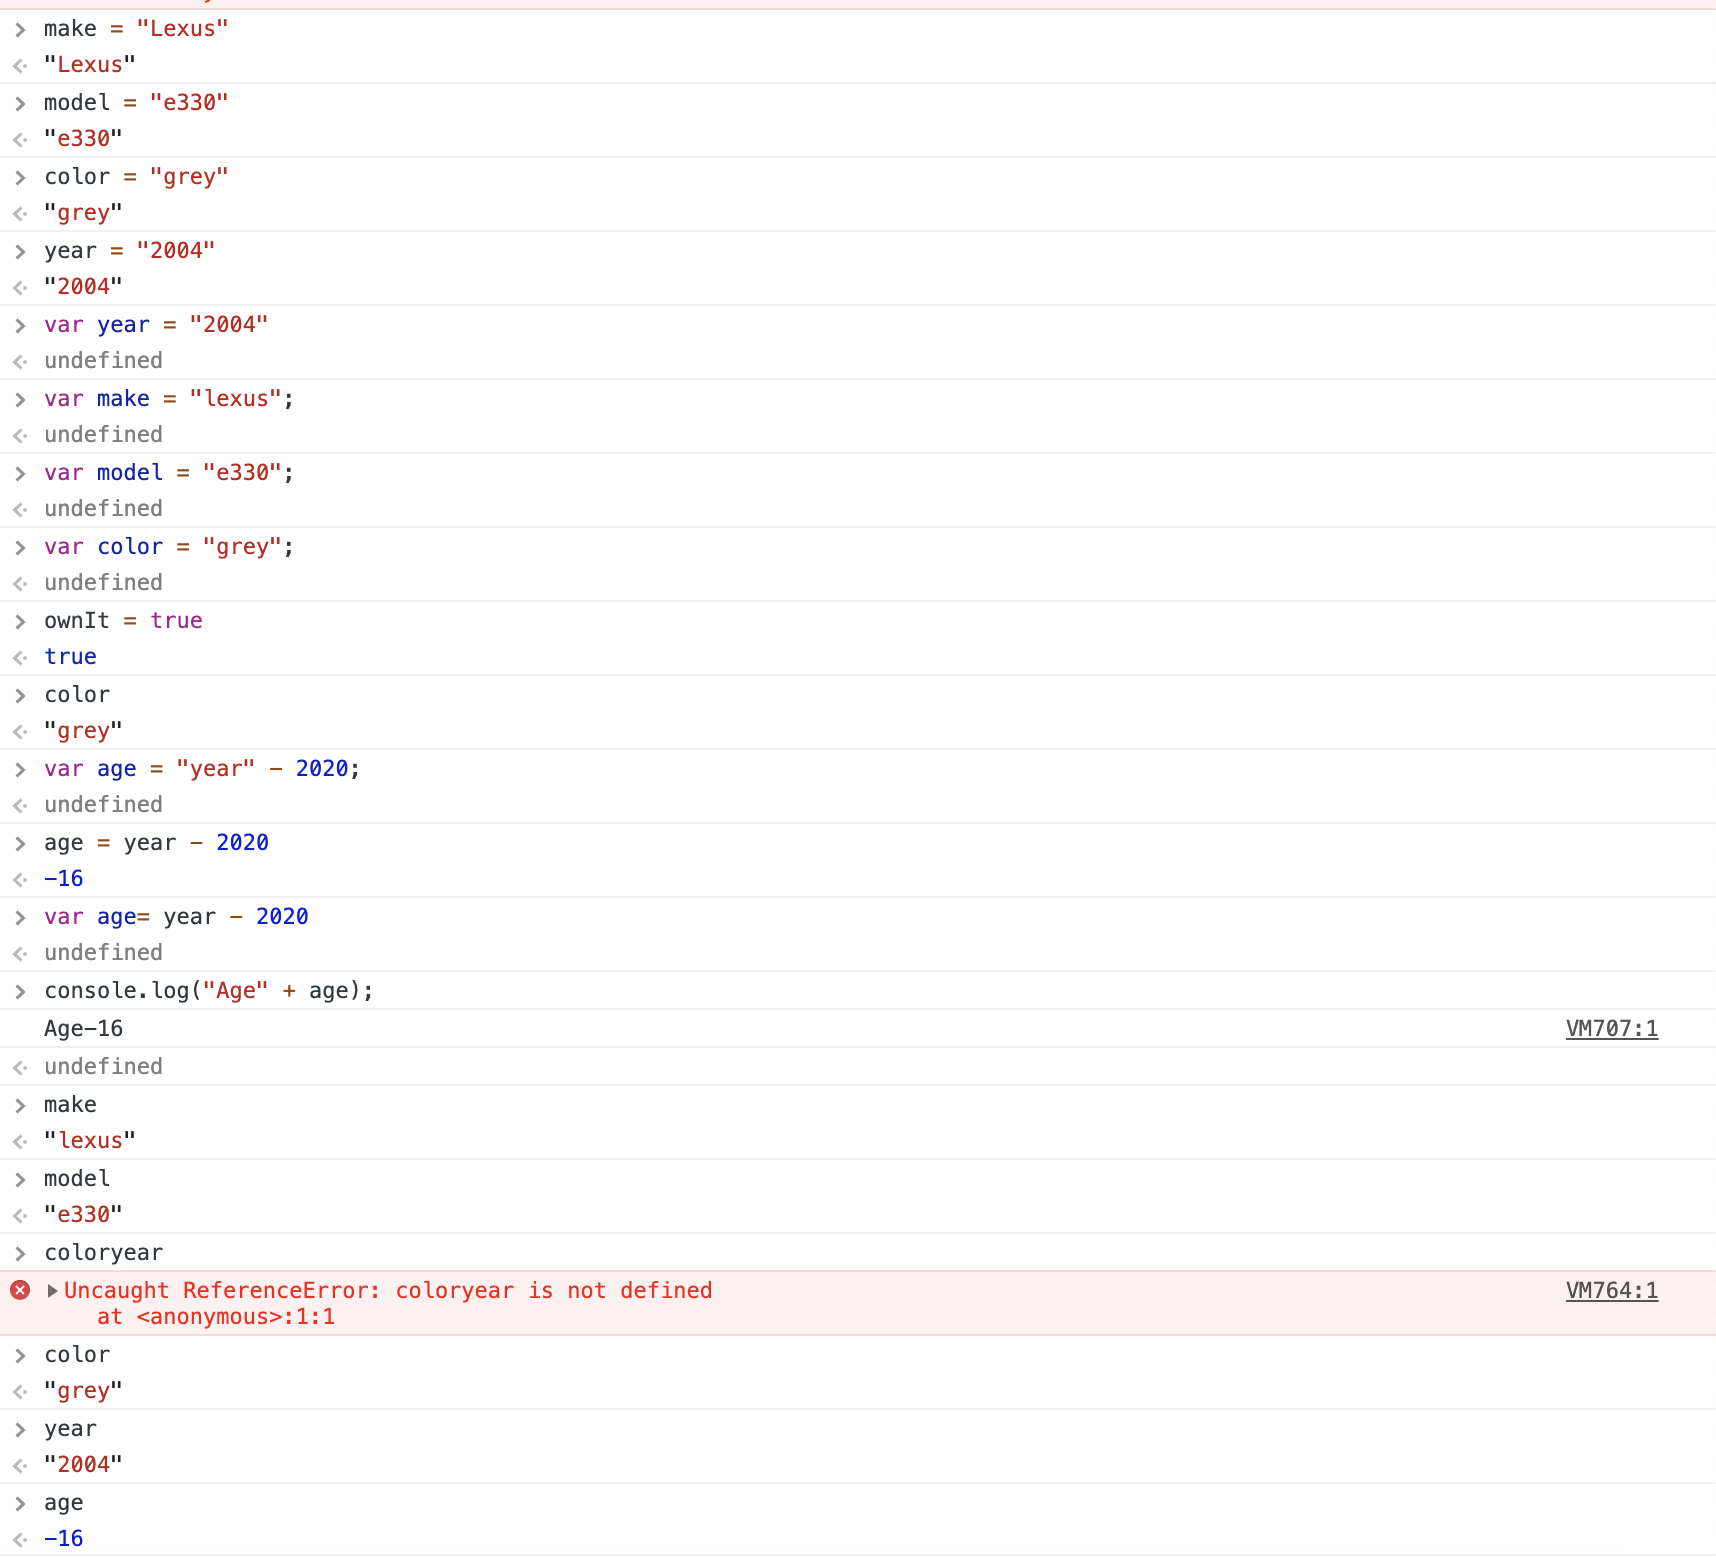 make = "Lexus"
"Lexus"
model = "e330"
"e330"
color = "grey"
"grey"
year = "2004"
"2004"
var year = "2004"
undefined
var make = "lexus";
undefined
var model = "e330";
undefined
var color = "grey";
undefined
ownIt = true
true
color
"grey"
var age = "year" - 2020;
undefined
age = year - 2020
-16
var age= year - 2020
undefined
console.log("Age" + age);
Age-16 VM707:1
undefined
make
"lexus"
model
"e330"
coloryear
Uncaught ReferenceError: coloryear is not defined VM764:1
at <anonymous>:1:1
color
"grey"
year
"2004"
age
-16